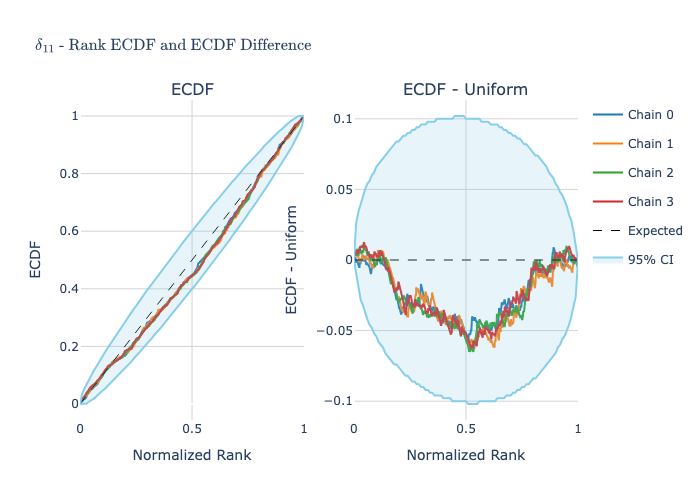 δ₁₁ - Rank ECDF and ECDF Difference
ECDF
ECDF - Uniform
1
0.8
0.6
0.4
0.2
0
0
0.5
1
ECDF
Normalized Rank
0.1
0.05
0
−0.05
−0.1
0
0.5
1
ECDF - Uniform
Normalized Rank
Chain 0
Chain 1
Chain 2
Chain 3
Expected
95% CI